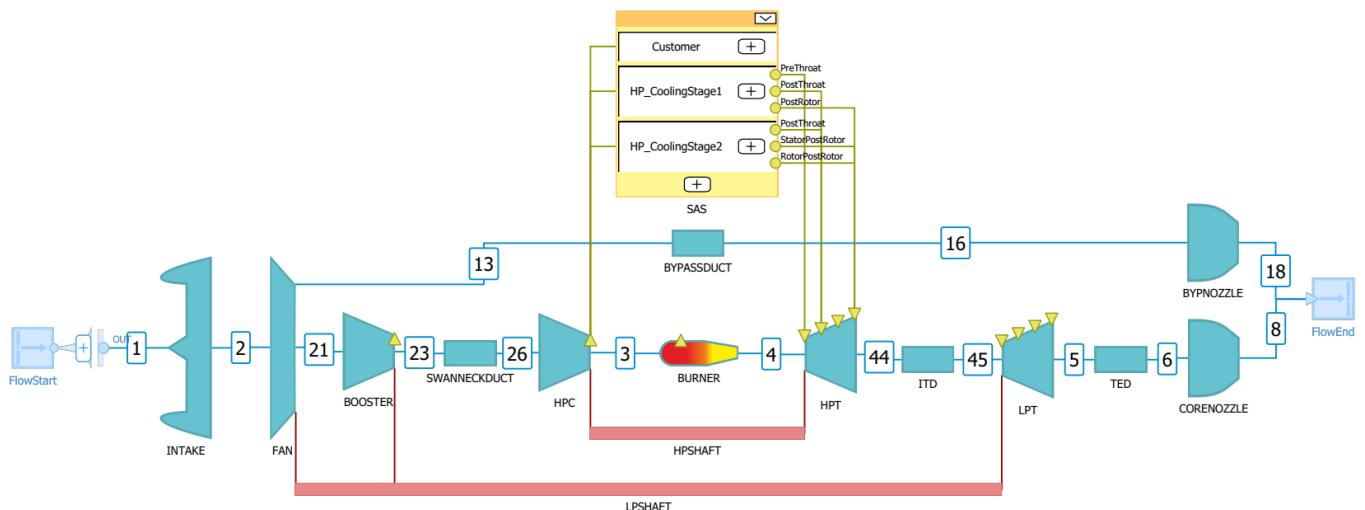 Customer
PreThroat
HP_CoolingStage1
PostThroat
PostRotor
PostThroat
HP_CoolingStage2
StatorPostRotor
RotorPostRotor
SAS
13
16
BYPASSDUCT
18
BYPNOZZLE
OUT
1
2
21
23
26
3
4
44
45
5
6
8
FlowStart
FlowEnd
SWANNECKDUCT
BURNER
ITD
TED
BOOSTER
HPC
HPT
LPT
CORENOZZLE
INTAKE
FAN
HPSHAFT
LPSHAFT